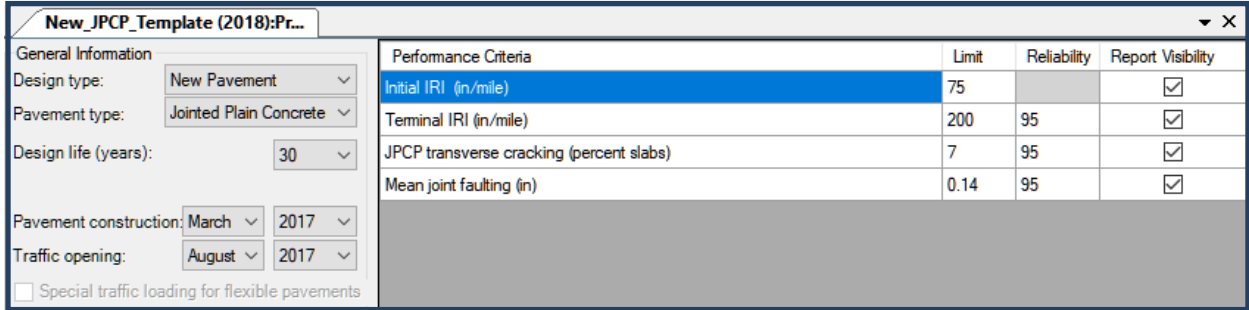 New_JPCP_Template (2018):Pr...
General Information
Design type: New Pavement
Pavement type: Jointed Plain Concrete
Design life (years): 30
Pavement construction: March 2017
Traffic opening: August 2017
Special traffic loading for flexible pavements
Performance Criteria Limit Reliability Report Visibility
Initial IRI (in/mile) 75
Terminal IRI (in/mile) 200 95
JPCP transverse cracking (percent slabs) 7 95
Mean joint faulting (in) 0.14 95